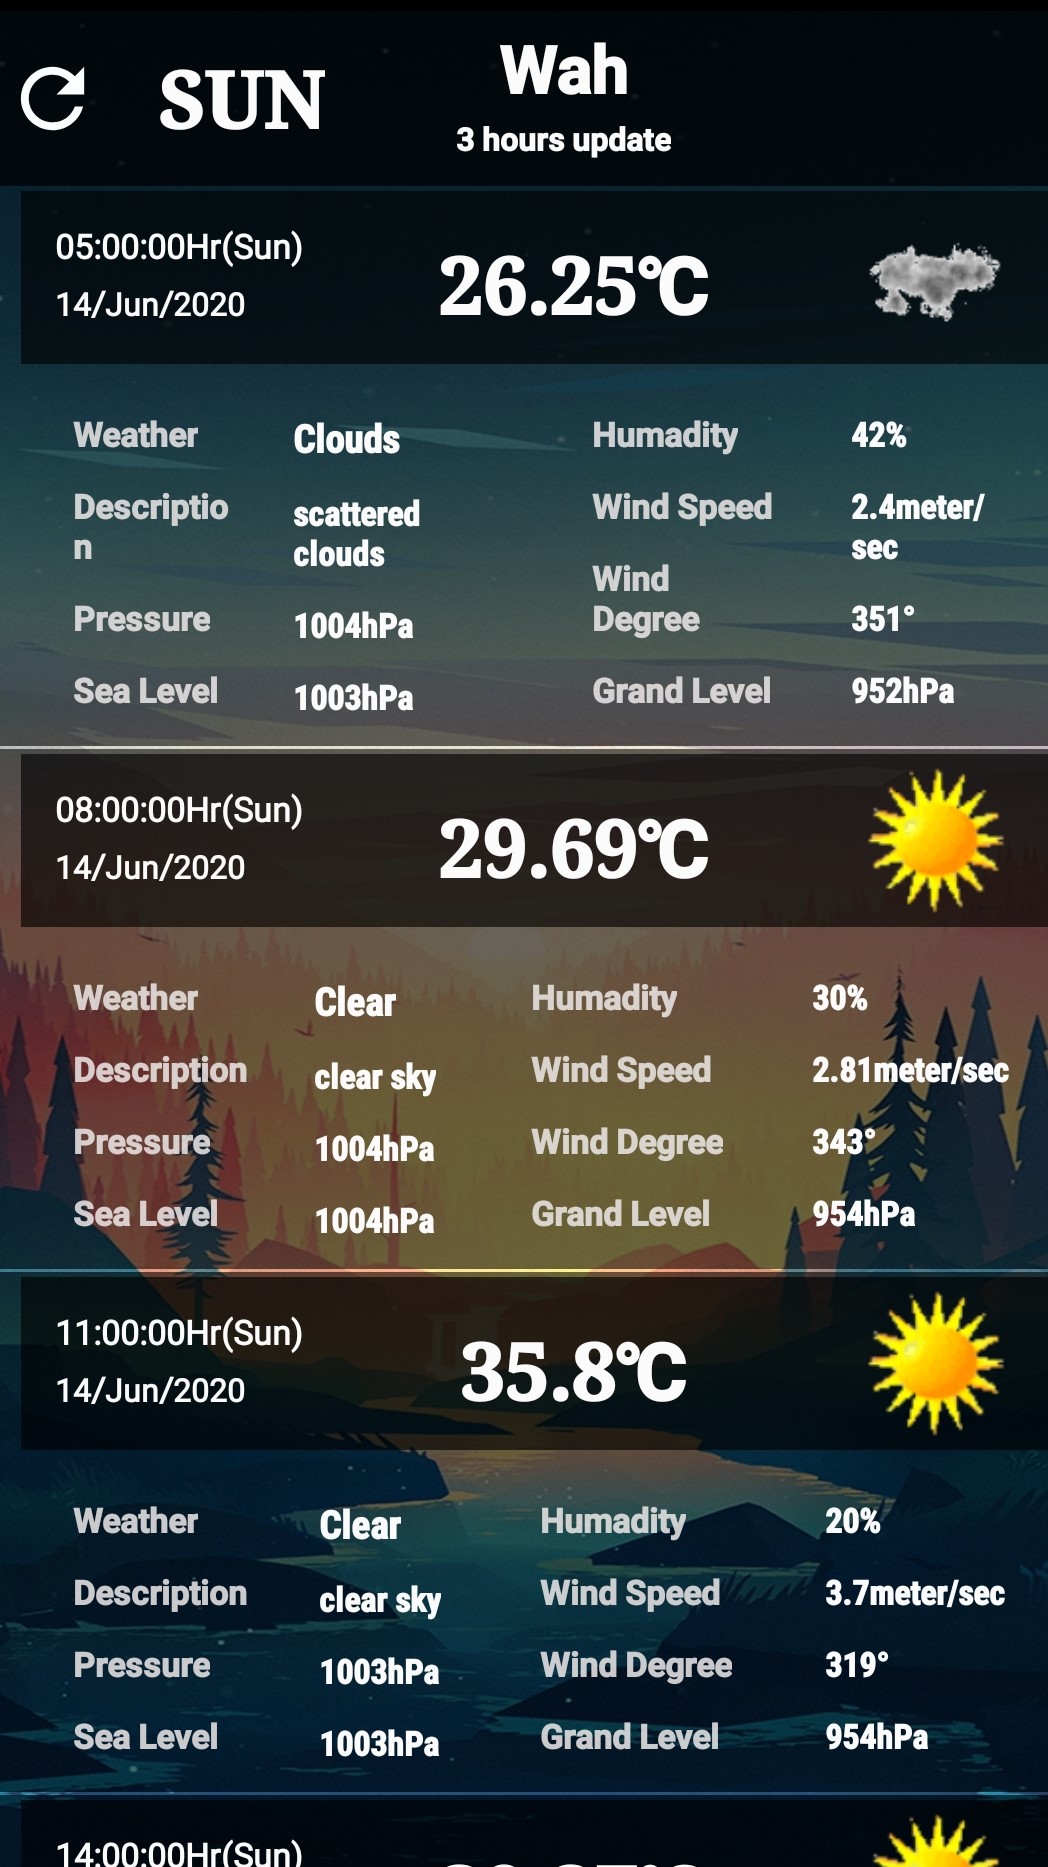 SUN
Wah
3 hours update
05:00:00Hr(Sun)
14/Jun/2020
26.25℃
Weather
Clouds
Humadity
42%
Descriptio
n
scattered
clouds
Wind Speed
2.4meter/
sec
Pressure
1004hPa
Wind
Degree
351°
Sea Level
1003hPa
Grand Level
952hPa
08:00:00Hr(Sun)
14/Jun/2020
29.69℃
Weather
Clear
Humadity
30%
Description
clear sky
Wind Speed
2.81meter/sec
Pressure
1004hPa
Wind Degree
343°
Sea Level
1004hPa
Grand Level
954hPa
11:00:00Hr(Sun)
14/Jun/2020
35.8℃
Weather
Clear
Humadity
20%
Description
clear sky
Wind Speed
3.7meter/sec
Pressure
1003hPa
Wind Degree
319°
Sea Level
1003hPa
Grand Level
954hPa
14:00:00Hr(Sun)